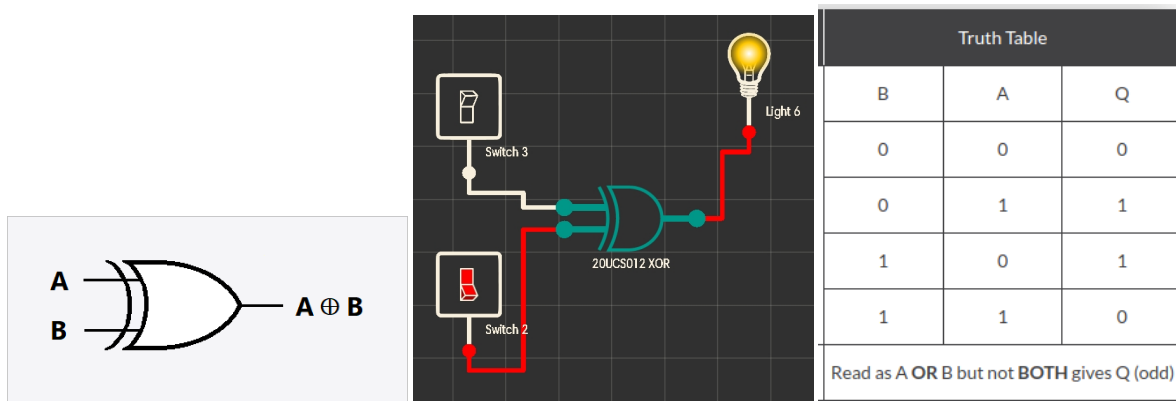 A
B
A ⊕ B
Switch 3
Light 6
20UCS012 XOR
Switch 2
Truth Table
B A Q
0 0 0
0 1 1
1 0 1
1 1 0
Read as A OR B but not BOTH gives Q (odd)